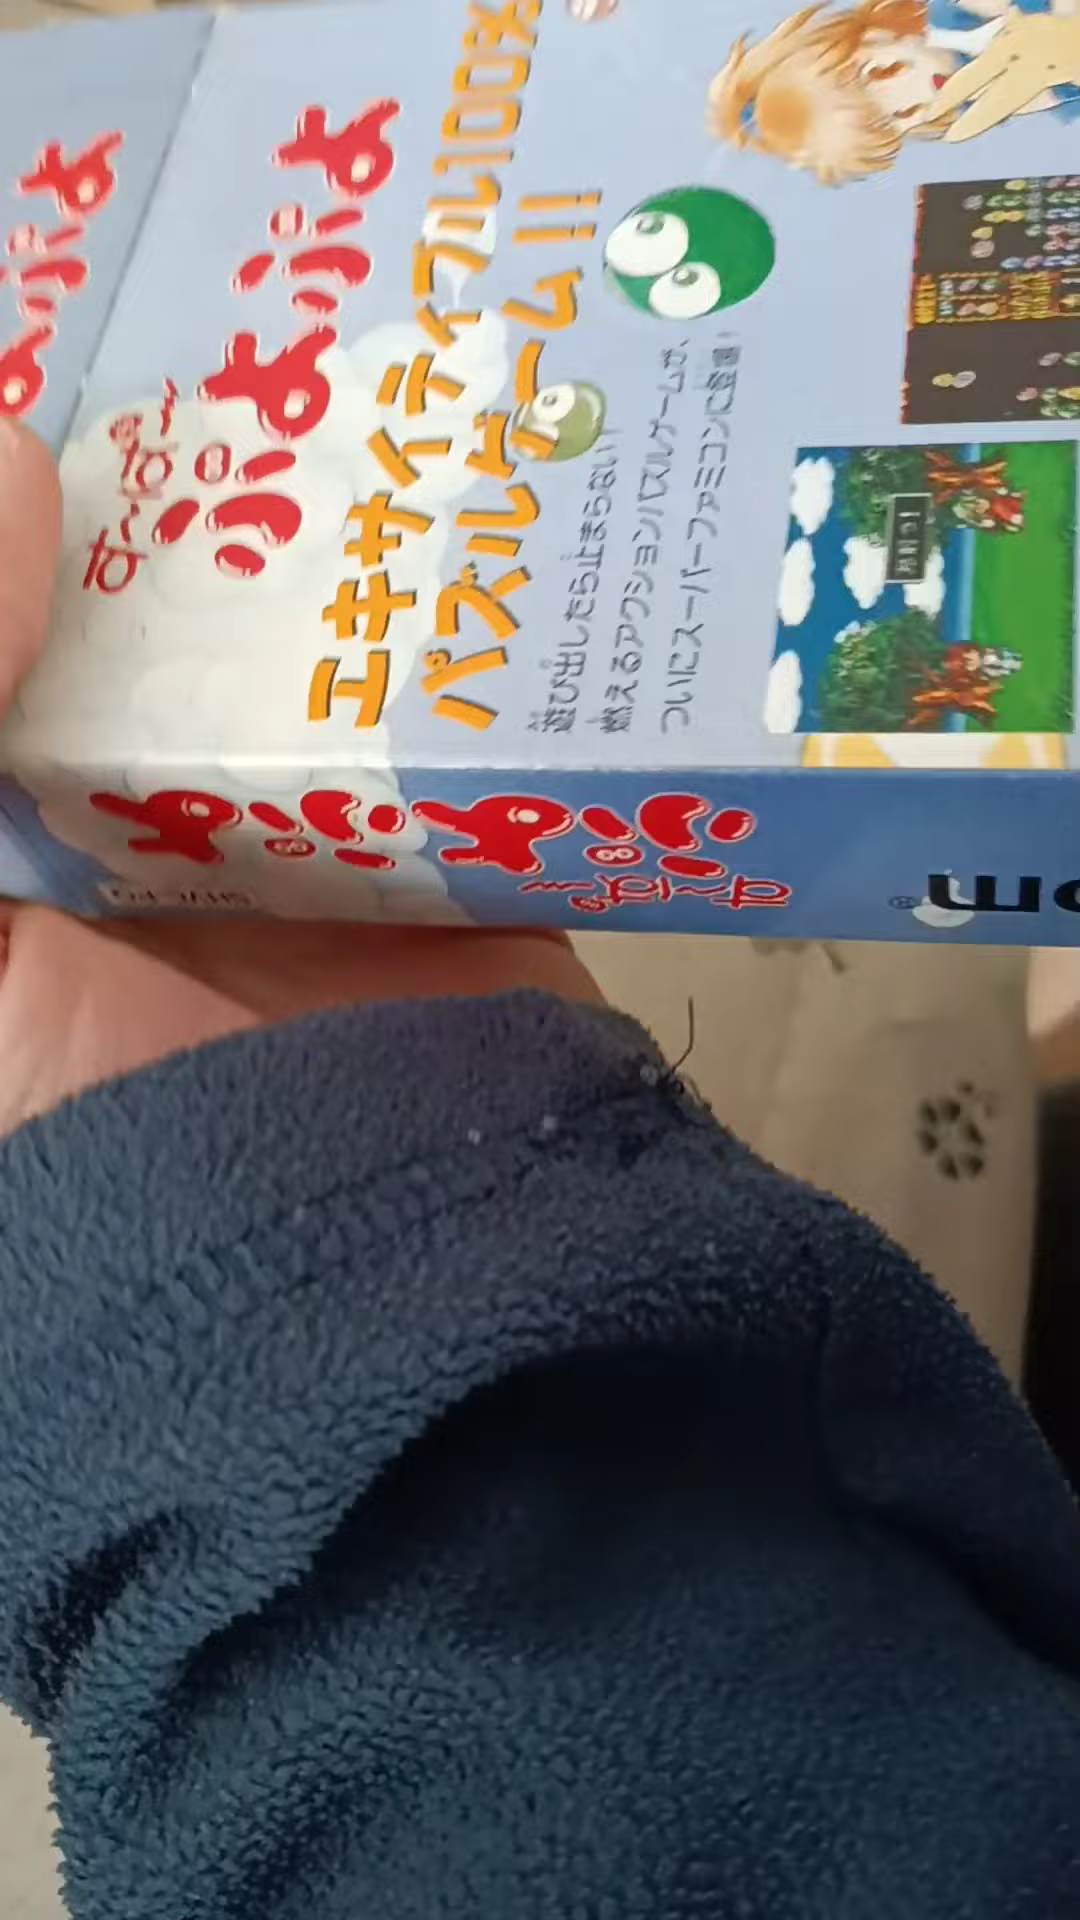 す〜ぱ〜
ぷよぷよ
エキサイティブル100%
パズルゲーム!!
遊び出したら止まらない!
燃えるアクションパズルゲームが、
ついにスーパーファミコンに登場!
す〜ぱ〜
ぷよぷよ